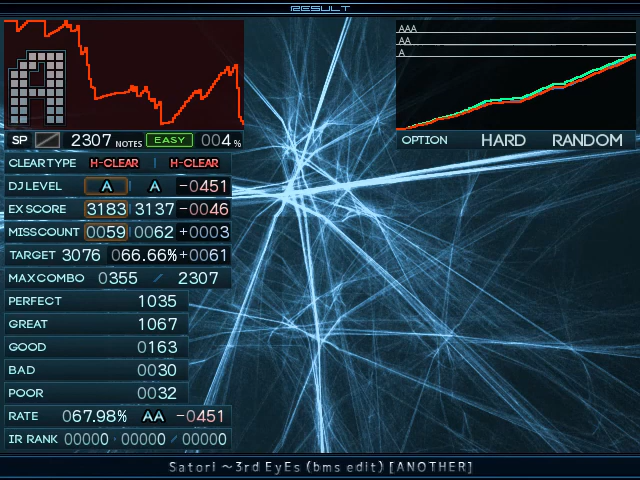 RESULT
A
AAA
AA
A
SP 2307 NOTES EASY 004 %
OPTION HARD RANDOM
CLEAR TYPE H-CLEAR H-CLEAR
DJ LEVEL A A -0451
EX SCORE 3183 3137 -0046
MISSCOUNT 0059 0062 +0003
TARGET 3076 066.66% +0061
MAXCOMBO 0355 / 2307
PERFECT 1035
GREAT 1067
GOOD 0163
BAD 0030
POOR 0032
RATE 067.98% AA -0451
IR RANK 00000 · 00000 / 00000
Satori ～3rd EyEs (bms edit) [ANOTHER]